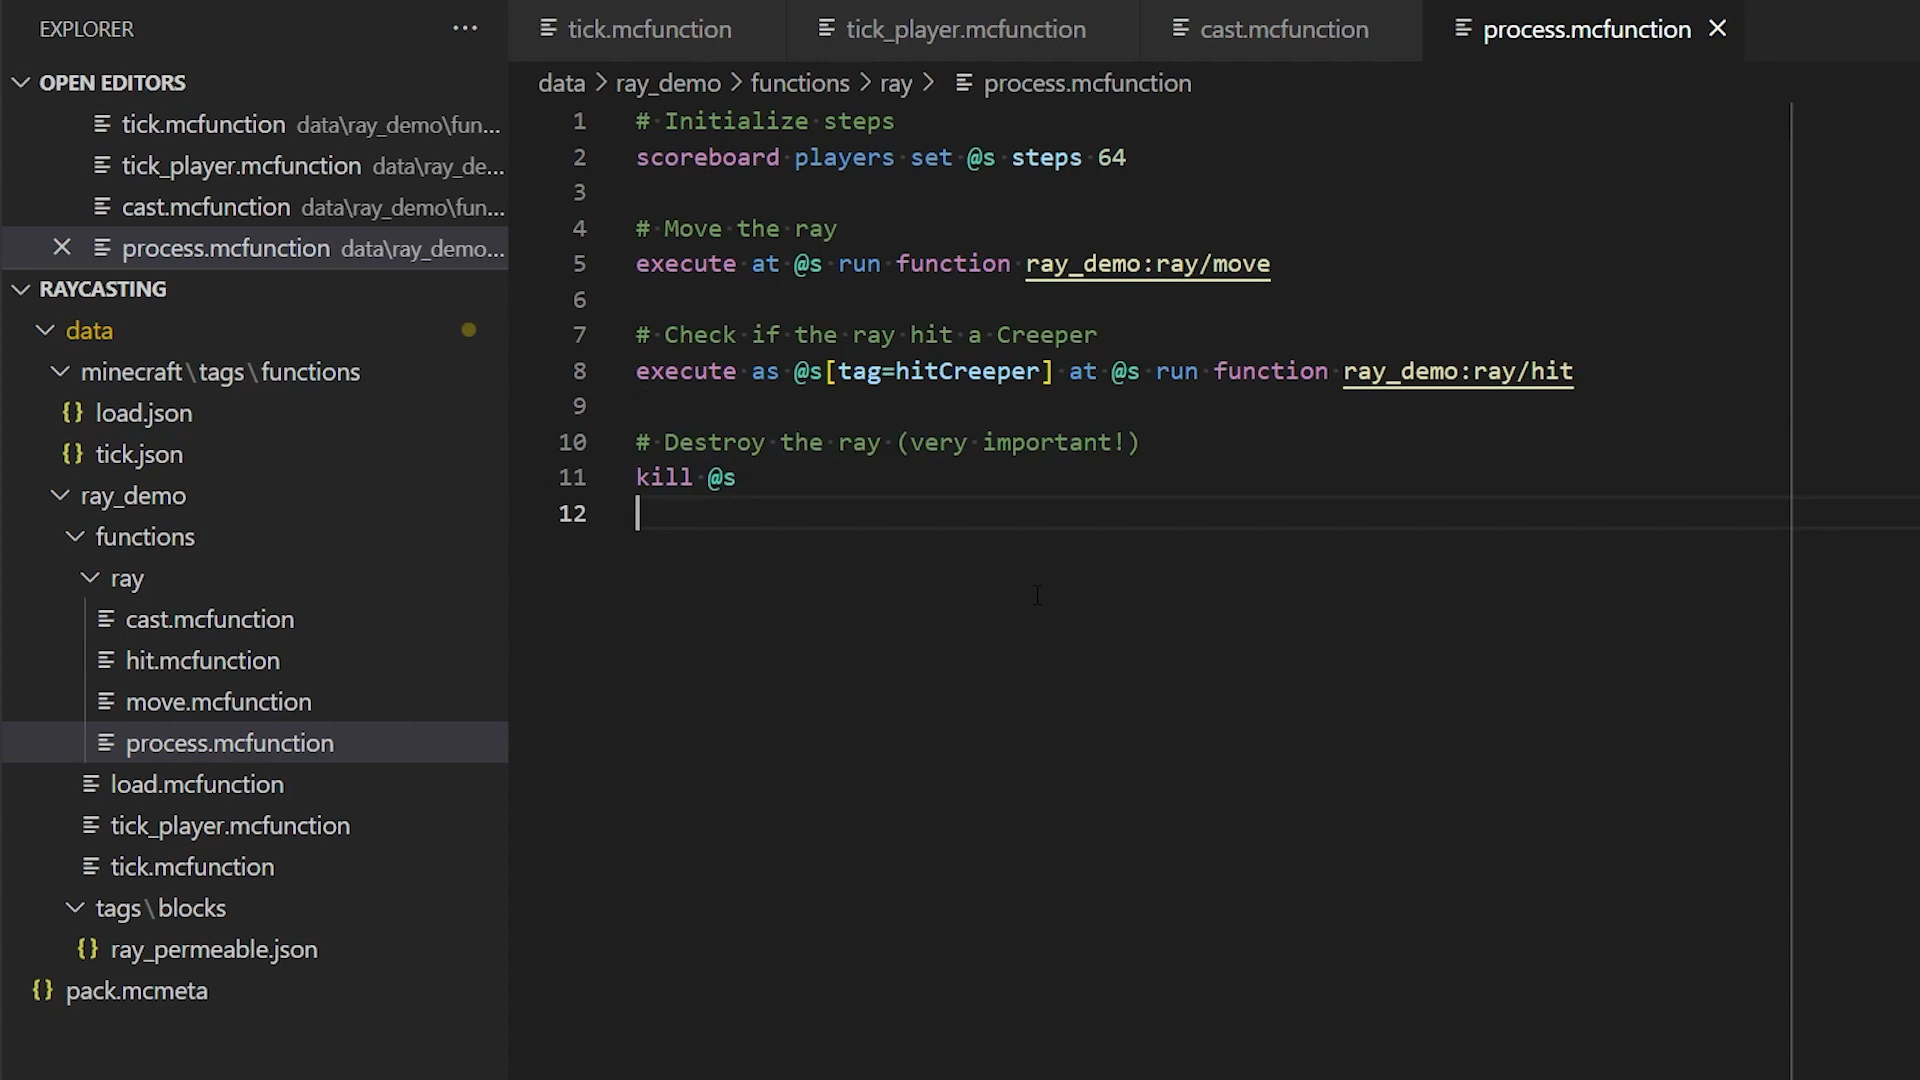 EXPLORER
OPEN EDITORS
tick.mcfunction data\ray_demo\fun...
tick_player.mcfunction data\ray_de...
cast.mcfunction data\ray_demo\fun...
process.mcfunction data\ray_demo...
RAYCASTING
data
minecraft\tags\functions
{} load.json
{} tick.json
ray_demo
functions
ray
cast.mcfunction
hit.mcfunction
move.mcfunction
process.mcfunction
load.mcfunction
tick_player.mcfunction
tick.mcfunction
tags\blocks
{} ray_permeable.json
{} pack.mcmeta
tick.mcfunction tick_player.mcfunction cast.mcfunction process.mcfunction
data > ray_demo > functions > ray > process.mcfunction
1 # Initialize steps
2 scoreboard players set @s steps 64
3
4 # Move the ray
5 execute at @s run function ray_demo:ray/move
6
7 # Check if the ray hit a Creeper
8 execute as @s[tag=hitCreeper] at @s run function ray_demo:ray/hit
9
10 # Destroy the ray (very important!)
11 kill @s
12